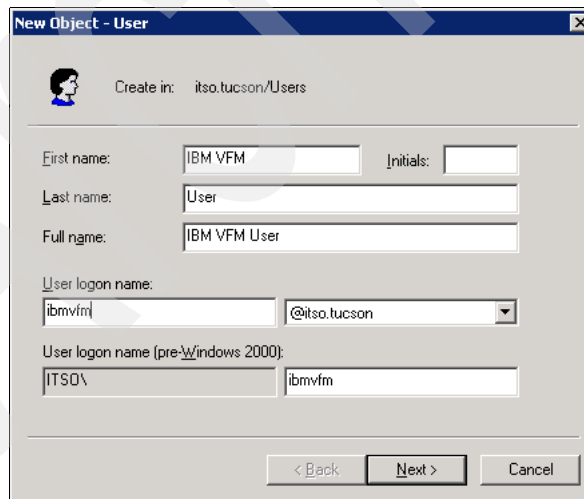 New Object - User
Create in: itso.tucson/Users
First name: IBM VFM Initials:
Last name: User
Full name: IBM VFM User
User logon name:
ibmvfm @itso.tucson
User logon name (pre-Windows 2000):
ITSO\ ibmvfm
< Back Next > Cancel